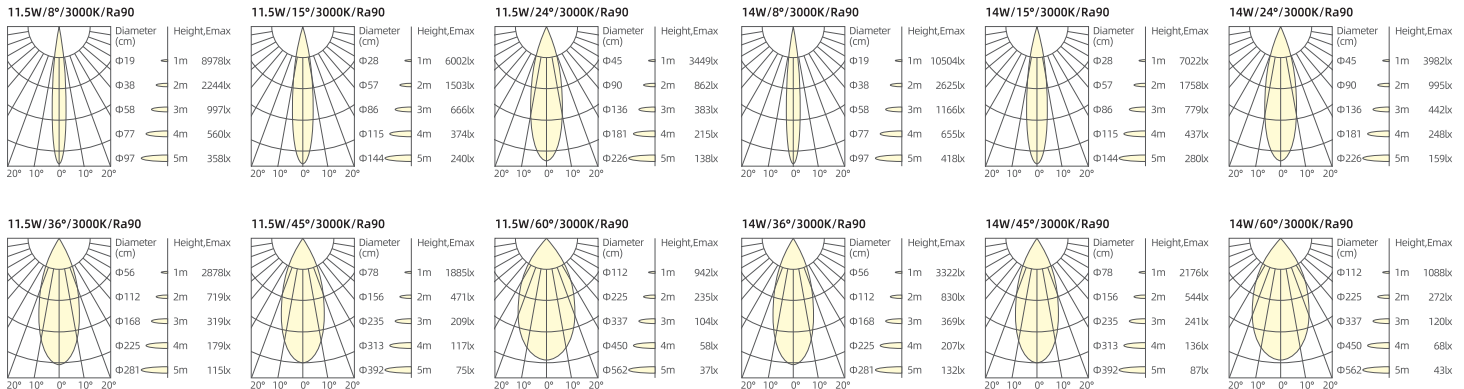 11.5W/8°/3000K/Ra90
Diameter Height,Emax
(cm)
Φ19 1m 8978lx
Φ38 2m 2244lx
Φ58 3m 997lx
Φ77 4m 560lx
Φ97 5m 358lx
20° 10° 0° 10° 20°
11.5W/15°/3000K/Ra90
Diameter Height,Emax
(cm)
Φ28 1m 6002lx
Φ57 2m 1503lx
Φ86 3m 666lx
Φ115 4m 374lx
Φ144 5m 240lx
20° 10° 0° 10° 20°
11.5W/24°/3000K/Ra90
Diameter Height,Emax
(cm)
Φ45 1m 3449lx
Φ90 2m 862lx
Φ136 3m 383lx
Φ181 4m 215lx
Φ226 5m 138lx
20° 10° 0° 10° 20°
14W/8°/3000K/Ra90
Diameter Height,Emax
(cm)
Φ19 1m 10504lx
Φ38 2m 2625lx
Φ58 3m 1166lx
Φ77 4m 655lx
Φ97 5m 418lx
20° 10° 0° 10° 20°
14W/15°/3000K/Ra90
Diameter Height,Emax
(cm)
Φ28 1m 7022lx
Φ57 2m 1758lx
Φ86 3m 779lx
Φ115 4m 437lx
Φ144 5m 280lx
20° 10° 0° 10° 20°
14W/24°/3000K/Ra90
Diameter Height,Emax
(cm)
Φ45 1m 3982lx
Φ90 2m 995lx
Φ136 3m 442lx
Φ181 4m 248lx
Φ226 5m 159lx
20° 10° 0° 10° 20°
11.5W/36°/3000K/Ra90
Diameter Height,Emax
(cm)
Φ56 1m 2878lx
Φ112 2m 719lx
Φ168 3m 319lx
Φ225 4m 179lx
Φ281 5m 115lx
20° 10° 0° 10° 20°
11.5W/45°/3000K/Ra90
Diameter Height,Emax
(cm)
Φ78 1m 1885lx
Φ156 2m 471lx
Φ235 3m 209lx
Φ313 4m 117lx
Φ392 5m 75lx
20° 10° 0° 10° 20°
11.5W/60°/3000K/Ra90
Diameter Height,Emax
(cm)
Φ112 1m 942lx
Φ225 2m 235lx
Φ337 3m 104lx
Φ450 4m 58lx
Φ562 5m 37lx
20° 10° 0° 10° 20°
14W/36°/3000K/Ra90
Diameter Height,Emax
(cm)
Φ56 1m 3322lx
Φ112 2m 830lx
Φ168 3m 369lx
Φ225 4m 207lx
Φ281 5m 132lx
20° 10° 0° 10° 20°
14W/45°/3000K/Ra90
Diameter Height,Emax
(cm)
Φ78 1m 2176lx
Φ156 2m 544lx
Φ235 3m 241lx
Φ313 4m 136lx
Φ392 5m 87lx
20° 10° 0° 10° 20°
14W/60°/3000K/Ra90
Diameter Height,Emax
(cm)
Φ112 1m 1088lx
Φ225 2m 272lx
Φ337 3m 120lx
Φ450 4m 68lx
Φ562 5m 43lx
20° 10° 0° 10° 20°